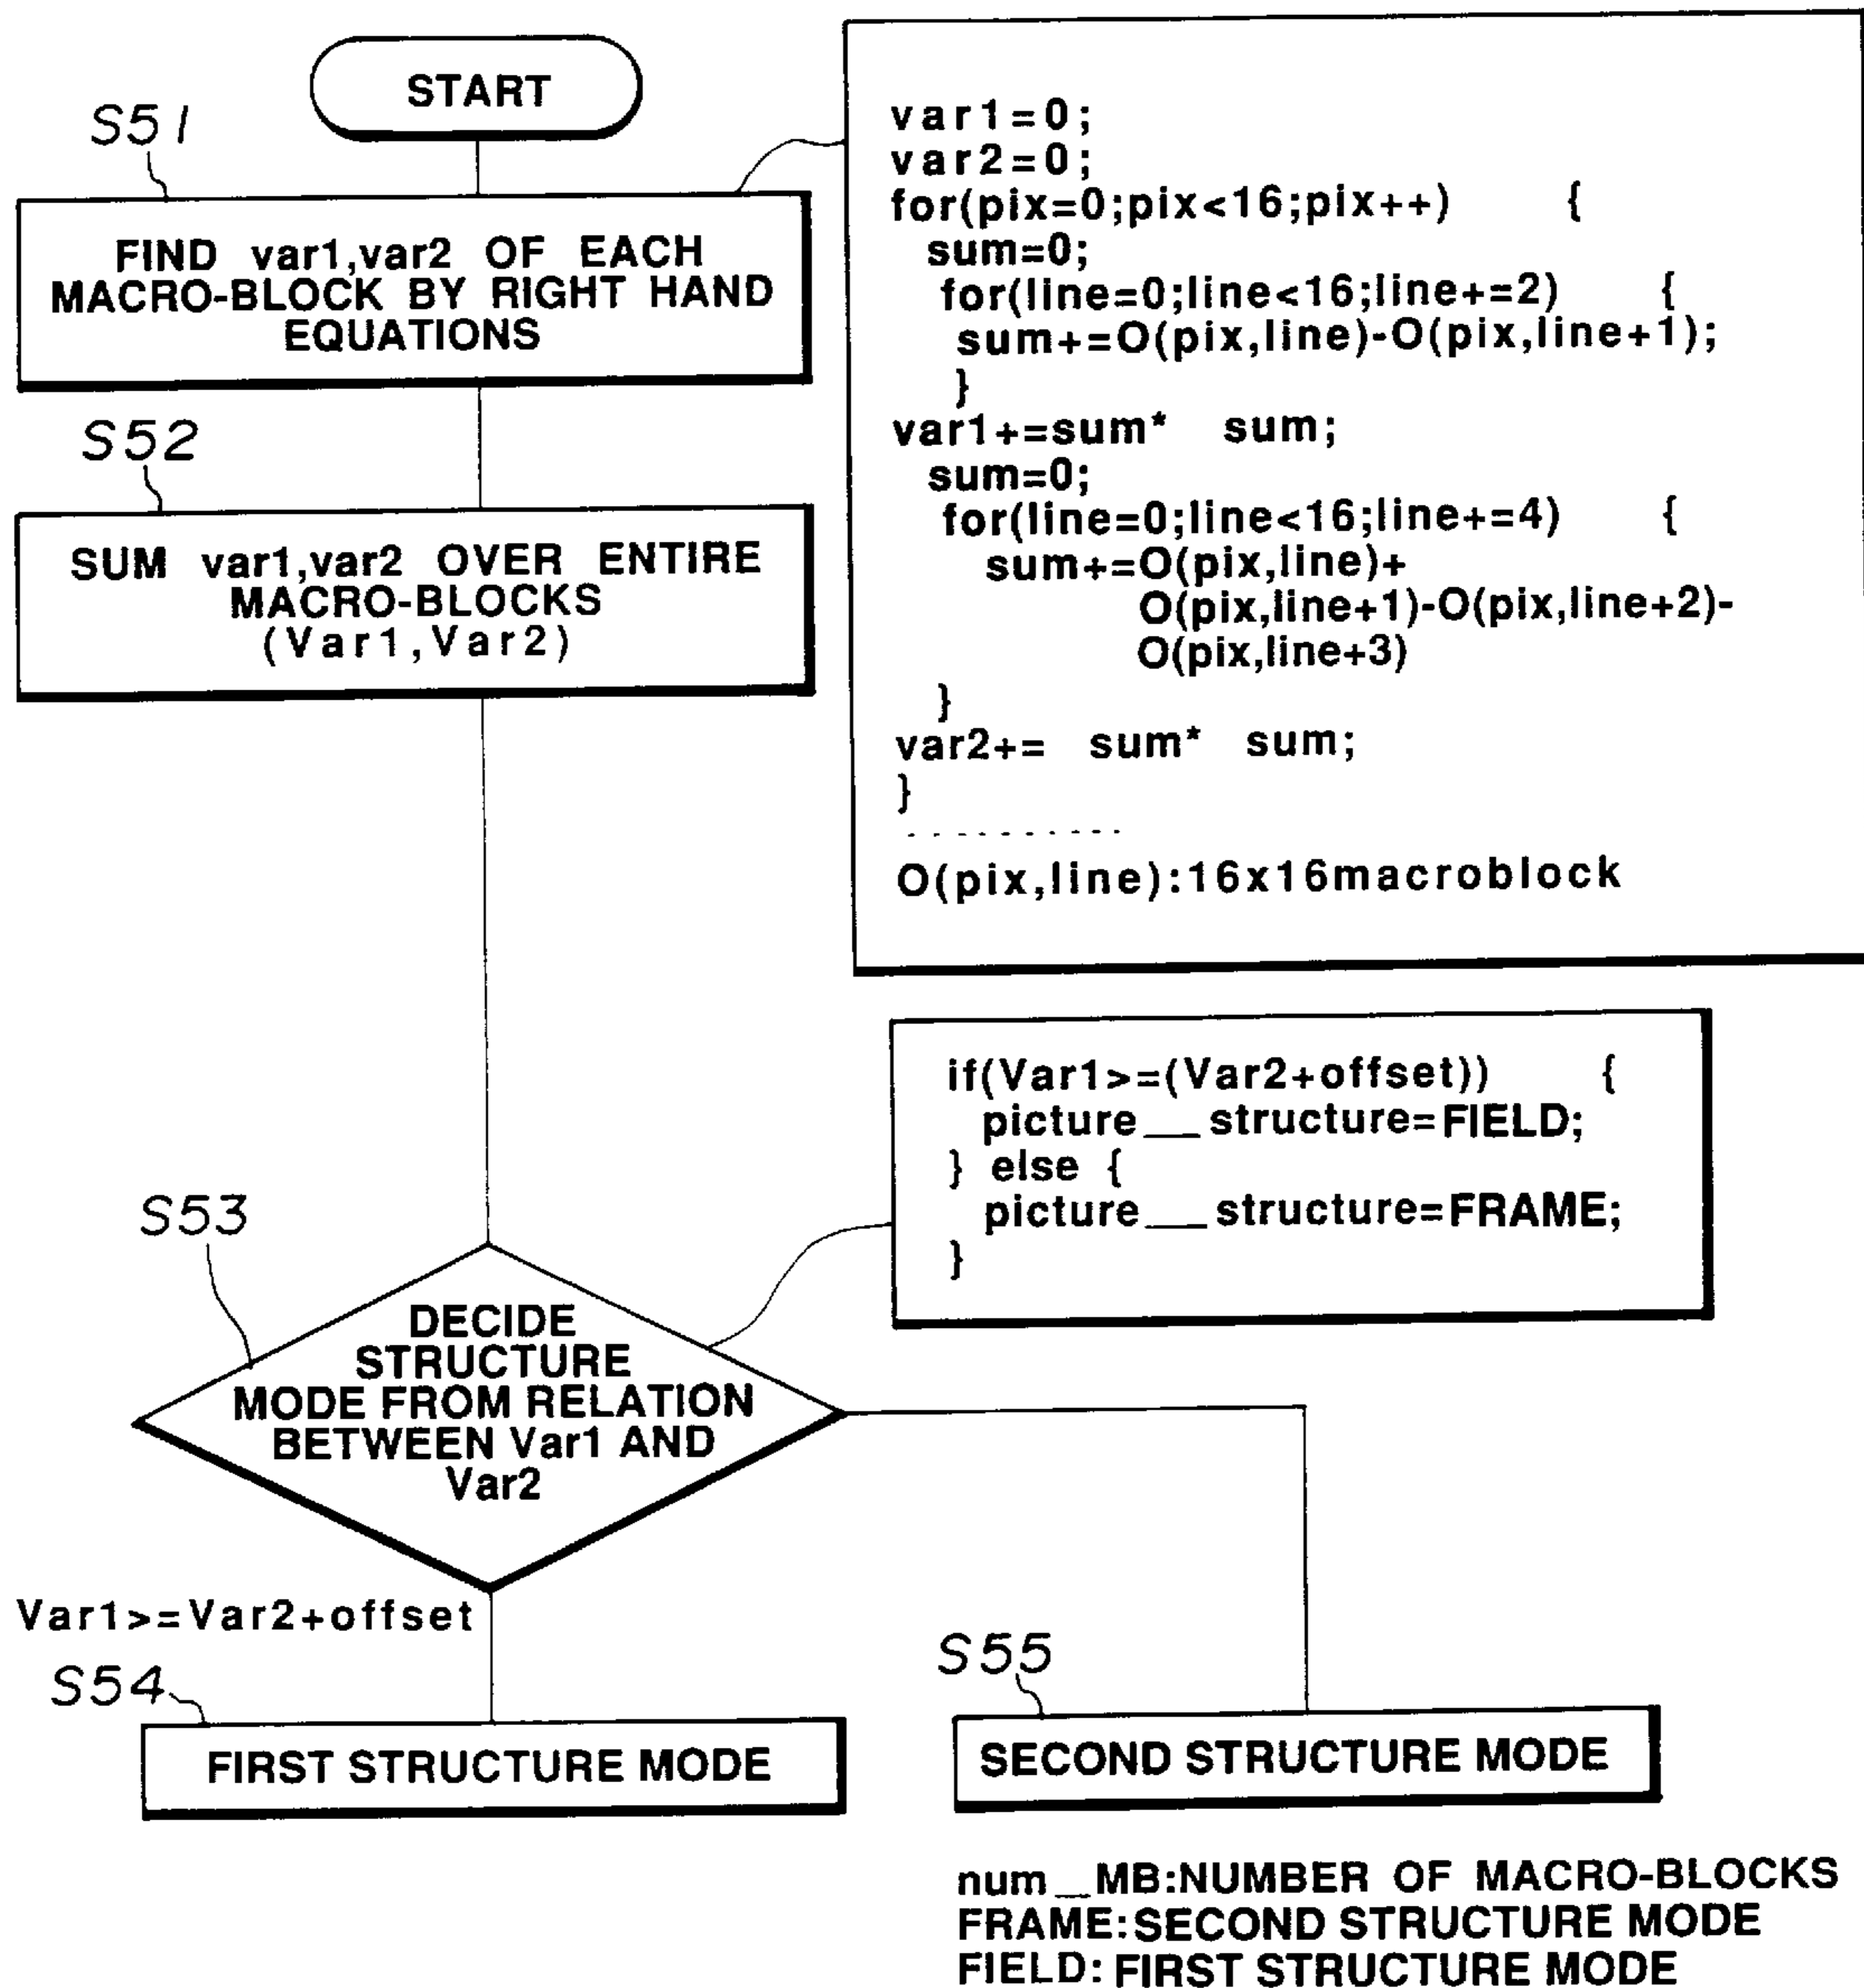 START
S51
FIND var1,var2 OF EACH
MACRO-BLOCK BY RIGHT HAND
EQUATIONS
var1=0;
var2=0;
for(pix=0;pix<16;pix++) {
sum=0;
for(line=0;line<16;line+=2) {
sum+=O(pix,line)-O(pix,line+1);
}
var1+=sum* sum;
sum=0;
for(line=0;line<16;line+=4) {
sum+=O(pix,line)+
O(pix,line+1)-O(pix,line+2)-
O(pix,line+3)
}
var2+= sum* sum;
}
- - - - - - - - - -
O(pix,line):16x16macroblock
S52
SUM var1,var2 OVER ENTIRE
MACRO-BLOCKS
(Var1,Var2)
if(Var1>=(Var2+offset)) {
picture__structure=FIELD;
} else {
picture__structure=FRAME;
}
S53
DECIDE
STRUCTURE
MODE FROM RELATION
BETWEEN Var1 AND
Var2
Var1>=Var2+offset
S54
FIRST STRUCTURE MODE
S55
SECOND STRUCTURE MODE
num_MB:NUMBER OF MACRO-BLOCKS
FRAME:SECOND STRUCTURE MODE
FIELD: FIRST STRUCTURE MODE